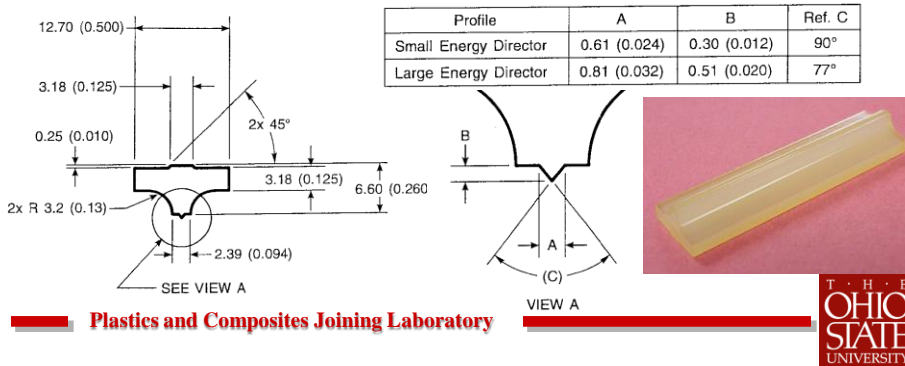 12.70 (0.500)
3.18 (0.125)
2x 45°
0.25 (0.010)
3.18 (0.125)
6.60 (0.260
2x R 3.2 (0.13)
2.39 (0.094)
SEE VIEW A
Profile A B Ref. C
Small Energy Director 0.61 (0.024) 0.30 (0.012) 90°
Large Energy Director 0.81 (0.032) 0.51 (0.020) 77°
B
A
(C)
VIEW A
Plastics and Composites Joining Laboratory
T · H · E
OHIO
STATE
UNIVERSITY